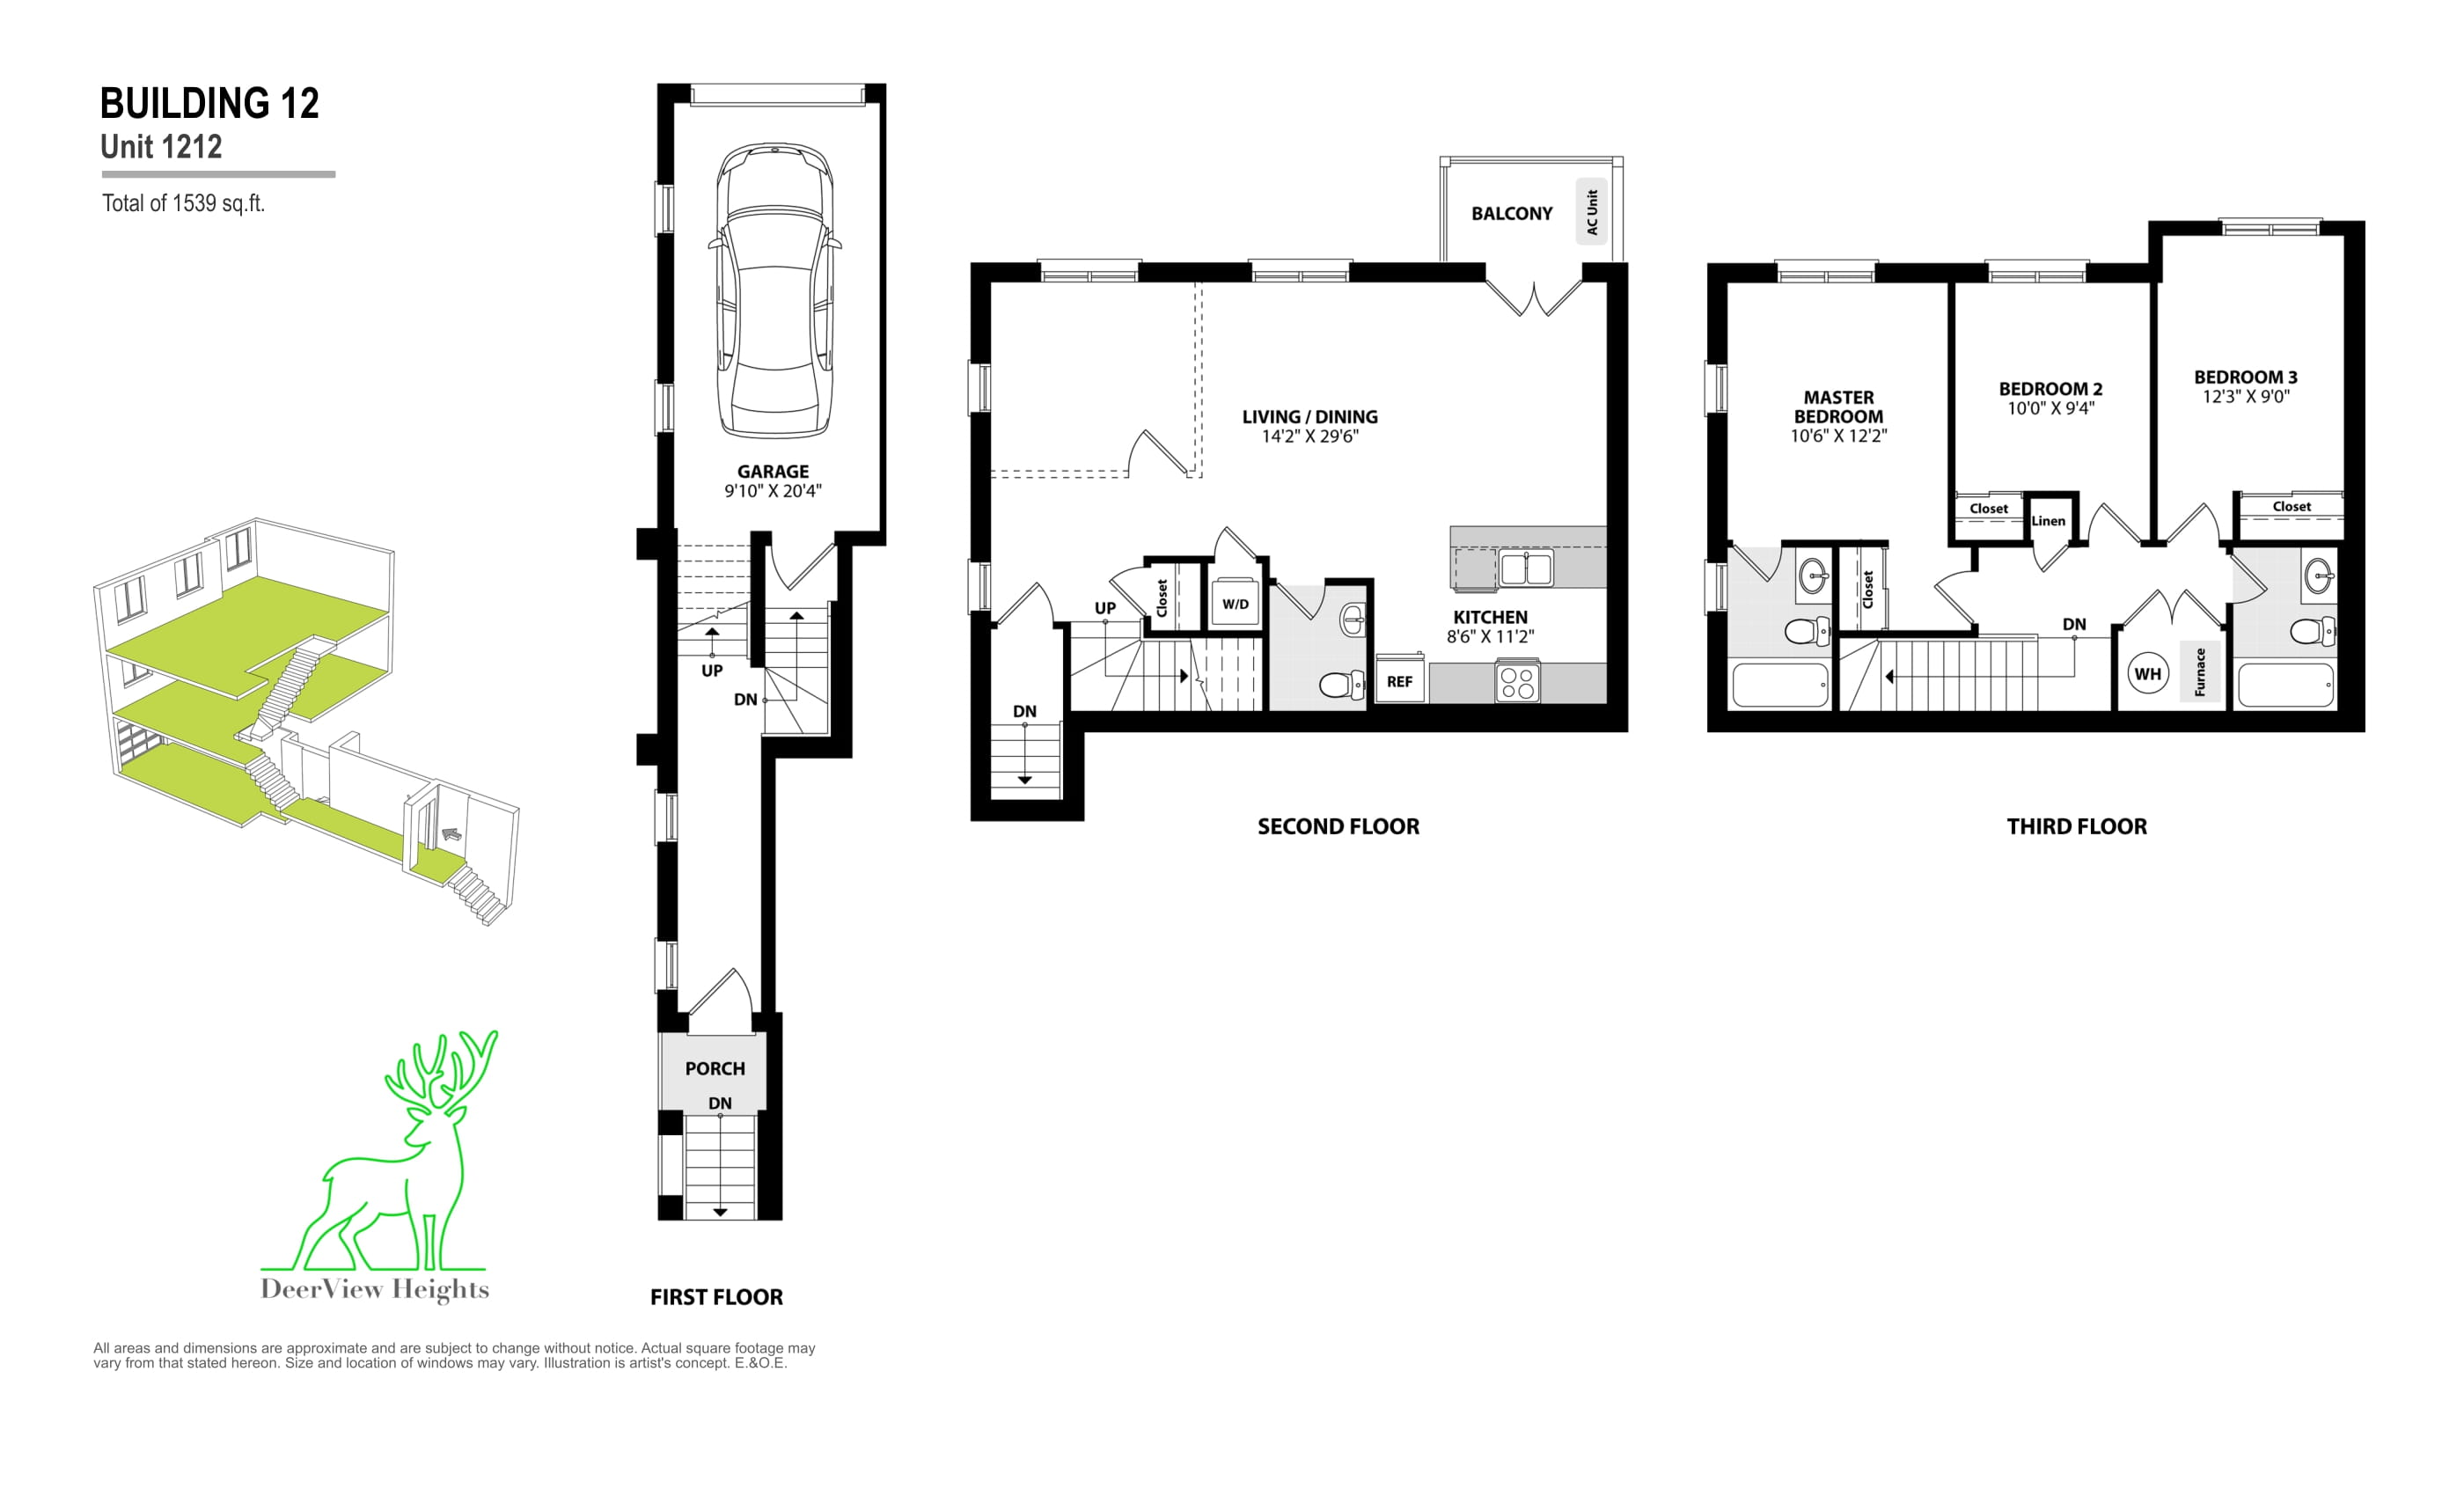 BUILDING 12
Unit 1212
Total of 1539 sq.ft.
GARAGE
9'10" X 20'4"
UP
DN
PORCH
DN
FIRST FLOOR
BALCONY
AC Unit
LIVING / DINING
14'2" X 29'6"
UP
Closet
W/D
KITCHEN
8'6" X 11'2"
REF
DN
SECOND FLOOR
MASTER
BEDROOM
10'6" X 12'2"
BEDROOM 2
10'0" X 9'4"
BEDROOM 3
12'3" X 9'0"
Closet
Linen
Closet
Closet
DN
WH
Furnace
THIRD FLOOR
DeerView Heights
All areas and dimensions are approximate and are subject to change without notice. Actual square footage may
vary from that stated hereon. Size and location of windows may vary. Illustration is artist's concept. E.&O.E.